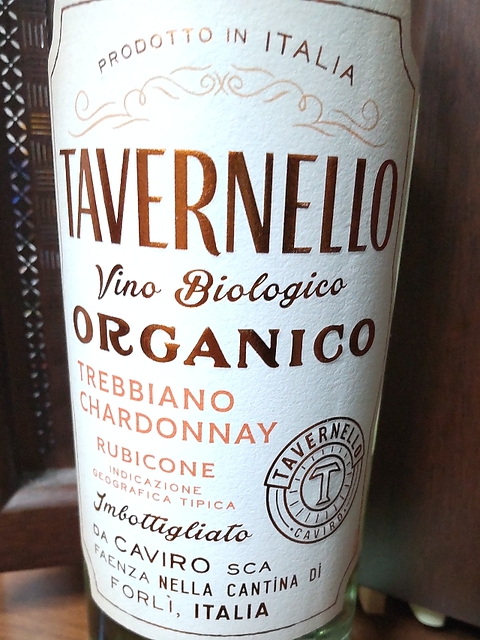 PRODOTTO IN ITALIA
TAVERNELLO
Vino Biologico
ORGANICO
TREBBIANO
CHARDONNAY
RUBICONE
INDICAZIONE
GEOGRAFICA TIPICA
Imbottigliato
DA CAVIRO SCA
FAENZA NELLA CANTINA DI
FORLÌ, ITALIA
TAVERNELLO
T
CAVIRO